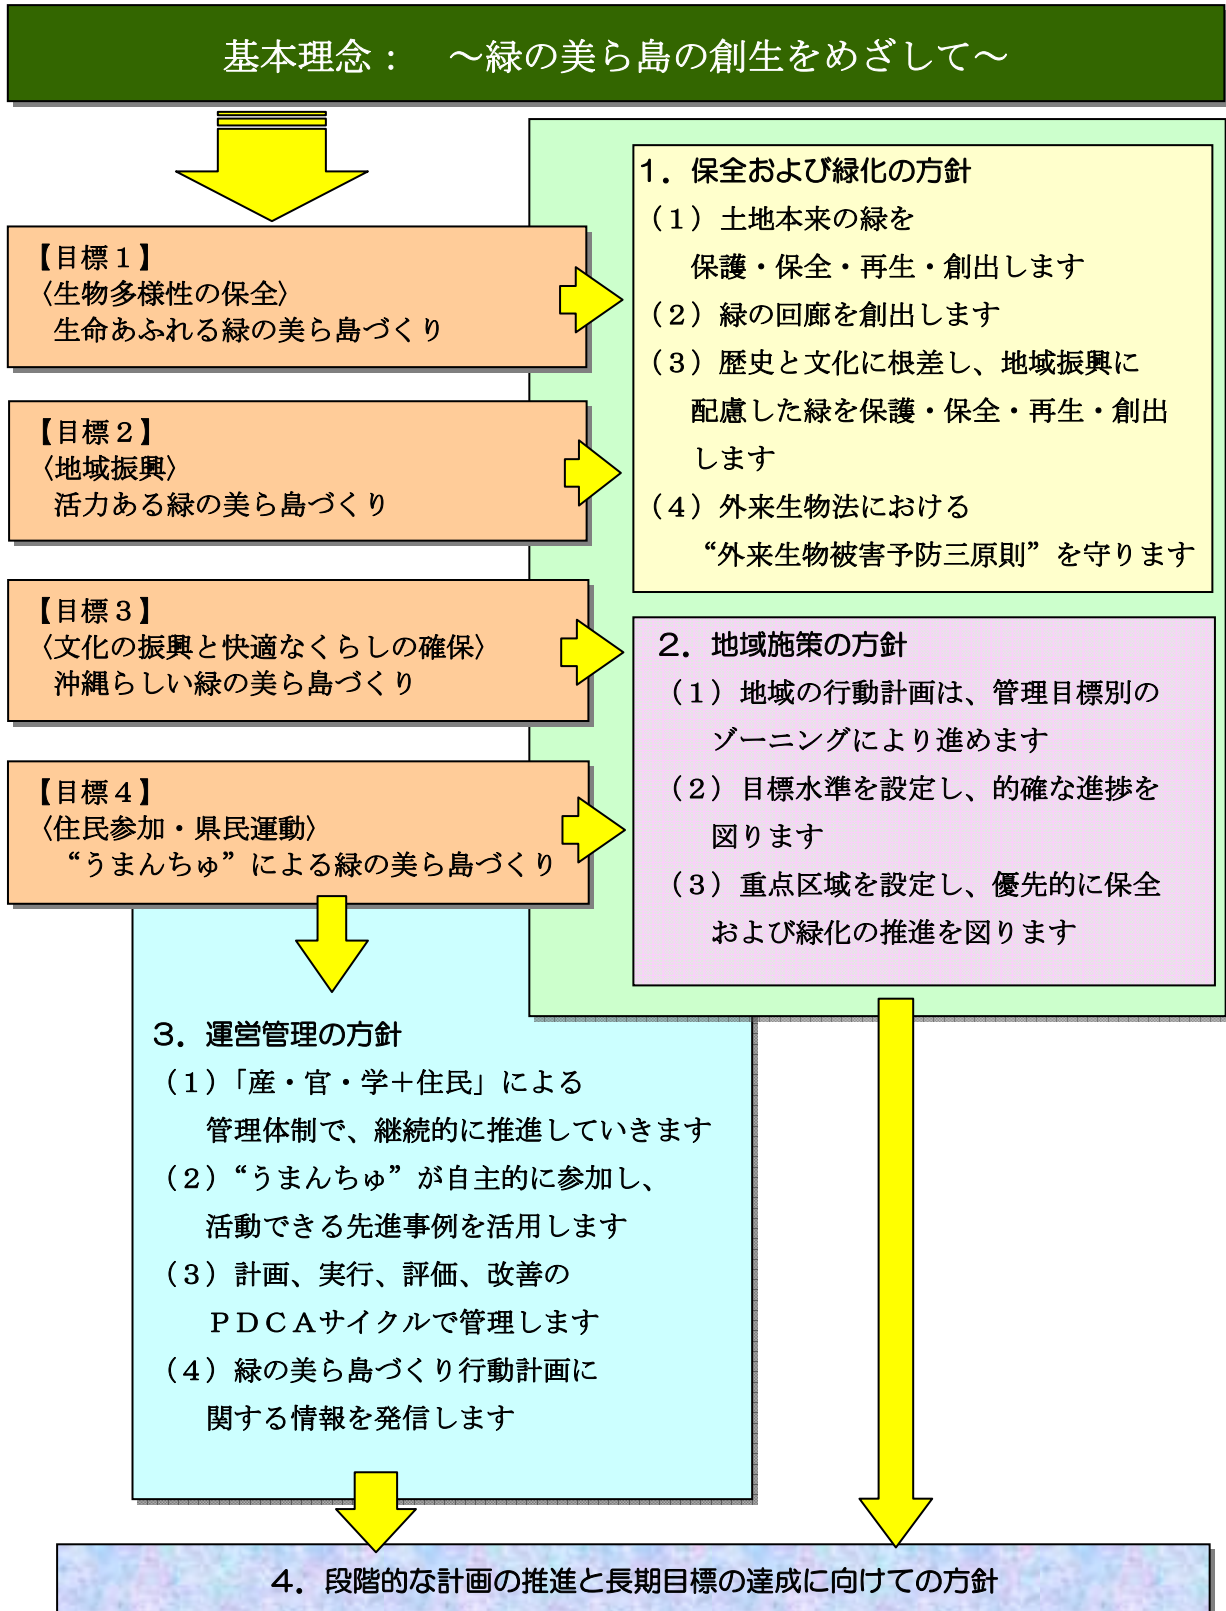 基本理念：　～緑の美ら島の創生をめざして～
【目標１】
〈生物多様性の保全〉
生命あふれる緑の美ら島づくり
【目標２】
〈地域振興〉
活力ある緑の美ら島づくり
【目標３】
〈文化の振興と快適なくらしの確保〉
沖縄らしい緑の美ら島づくり
【目標４】
〈住民参加・県民運動〉
“うまんちゅ”による緑の美ら島づくり
１．保全および緑化の方針
（１）土地本来の緑を
保護・保全・再生・創出します
（２）緑の回廊を創出します
（３）歴史と文化に根差し、地域振興に
配慮した緑を保護・保全・再生・創出
します
（４）外来生物法における
“外来生物被害予防三原則”を守ります
２．地域施策の方針
（１）地域の行動計画は、管理目標別の
ゾーニングにより進めます
（２）目標水準を設定し、的確な進捗を
図ります
（３）重点区域を設定し、優先的に保全
および緑化の推進を図ります
３．運営管理の方針
（１）「産・官・学＋住民」による
管理体制で、継続的に推進していきます
（２）“うまんちゅ”が自主的に参加し、
活動できる先進事例を活用します
（３）計画、実行、評価、改善の
ＰＤＣＡサイクルで管理します
（４）緑の美ら島づくり行動計画に
関する情報を発信します
４．段階的な計画の推進と長期目標の達成に向けての方針